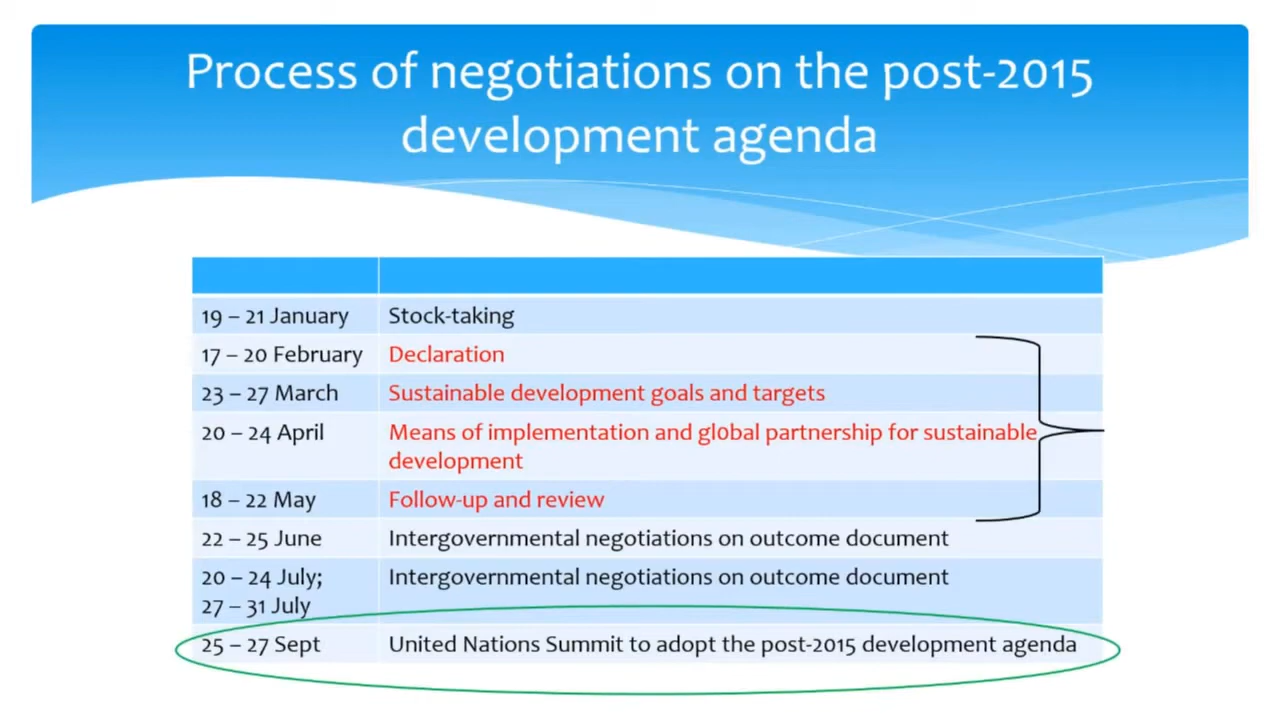 Process of negotiations on the post-2015
development agenda
19 – 21 January Stock-taking
17 – 20 February Declaration
23 – 27 March Sustainable development goals and targets
20 – 24 April Means of implementation and gl0bal partnership for sustainable
development
18 – 22 May Follow-up and review
22 – 25 June Intergovernmental negotiations on outcome document
20 – 24 July; Intergovernmental negotiations on outcome document
27 – 31 July
25 – 27 Sept United Nations Summit to adopt the post-2015 development agenda